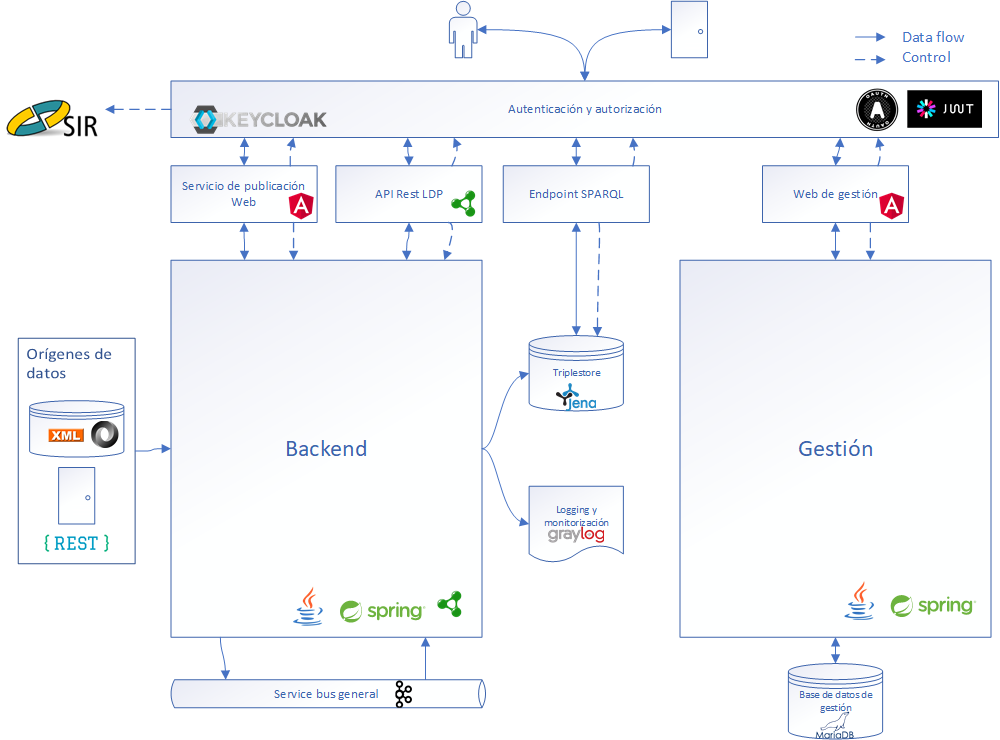 Data flow
Control
SIR
KEYCLOAK
Autenticación y autorización
OAUTH
A
OAUTH
JWT
Servicio de publicación
Web
A
API Rest LDP
Endpoint SPARQL
Web de gestión
A
Orígenes de
datos
XML
{ REST }
Backend
Triplestore
Jena
Logging y
monitorización
graylog
Gestión
spring
spring
Service bus general
Base de datos de
gestión
MariaDB